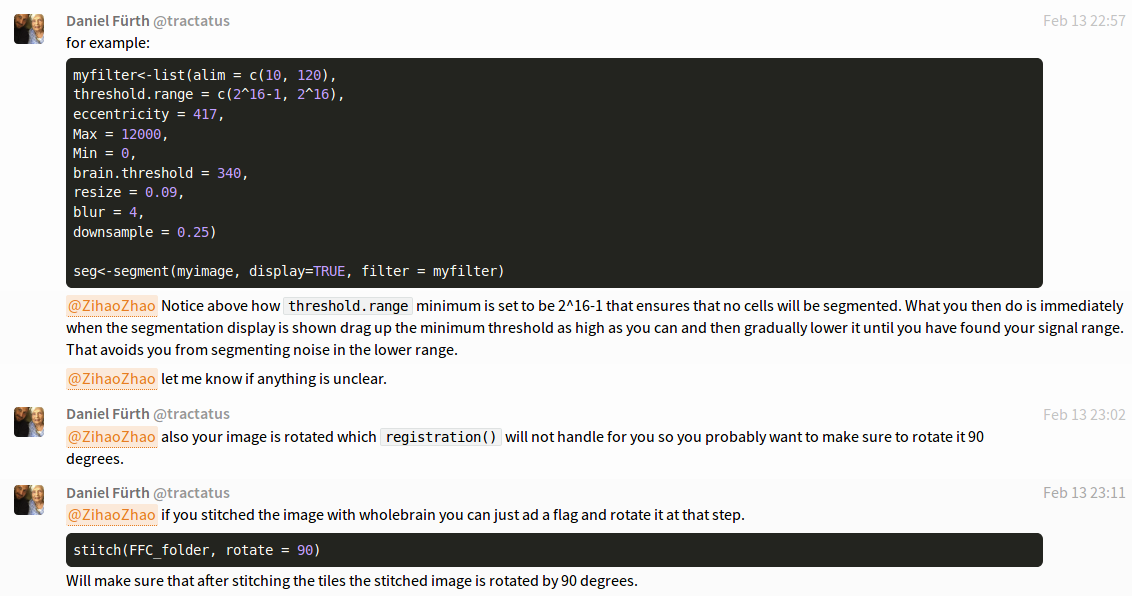 Daniel Fürth @tractatus Feb 13 22:57
for example:
myfilter<-list(alim = c(10, 120),
threshold.range = c(2^16-1, 2^16),
eccentricity = 417,
Max = 12000,
Min = 0,
brain.threshold = 340,
resize = 0.09,
blur = 4,
downsample = 0.25)
seg<-segment(myimage, display=TRUE, filter = myfilter)
@ZihaoZhao Notice above how threshold.range minimum is set to be 2^16-1 that ensures that no cells will be segmented. What you then do is immediately
when the segmentation display is shown drag up the minimum threshold as high as you can and then gradually lower it until you have found your signal range.
That avoids you from segmenting noise in the lower range.
@ZihaoZhao let me know if anything is unclear.
Daniel Fürth @tractatus Feb 13 23:02
@ZihaoZhao also your image is rotated which registration() will not handle for you so you probably want to make sure to rotate it 90
degrees.
Daniel Fürth @tractatus Feb 13 23:11
@ZihaoZhao if you stitched the image with wholebrain you can just ad a flag and rotate it at that step.
stitch(FFC_folder, rotate = 90)
Will make sure that after stitching the tiles the stitched image is rotated by 90 degrees.